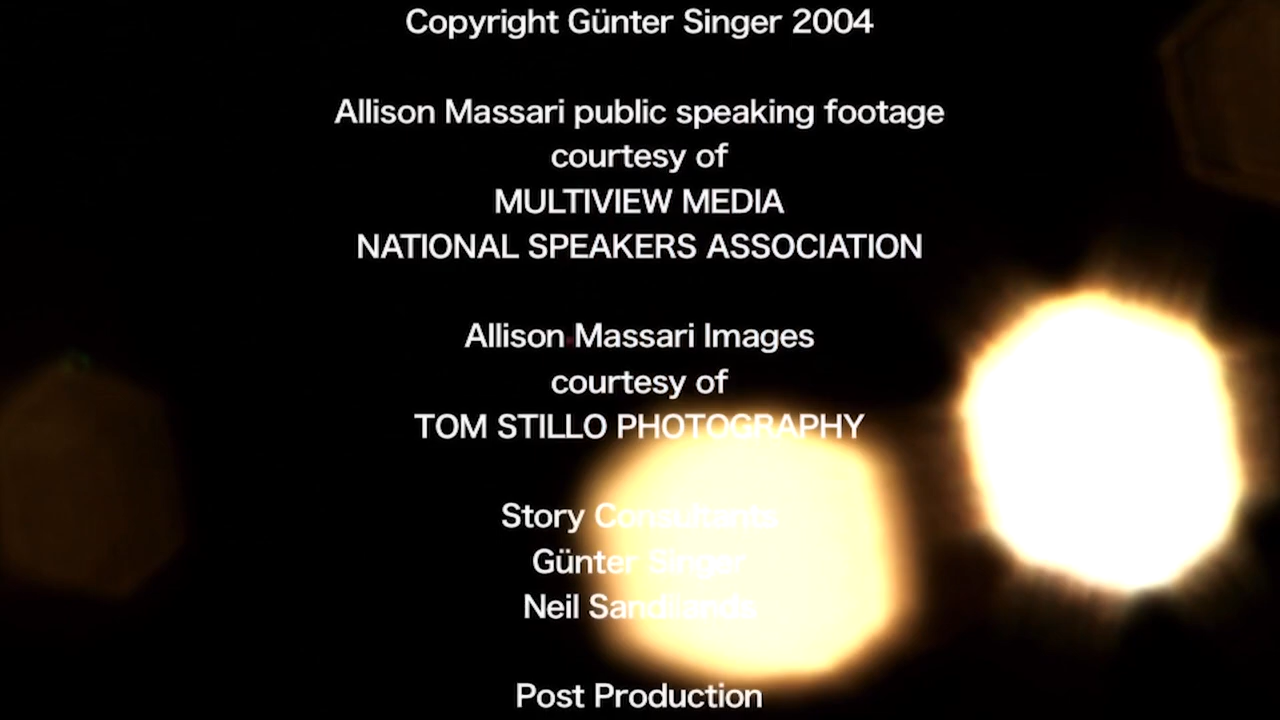 Copyright Günter Singer 2004
Allison Massari public speaking footage
courtesy of
MULTIVIEW MEDIA
NATIONAL SPEAKERS ASSOCIATION
Allison Massari Images
courtesy of
TOM STILLO PHOTOGRAPHY
Story Consultants
Günter Singer
Neil Sandilands
Post Production